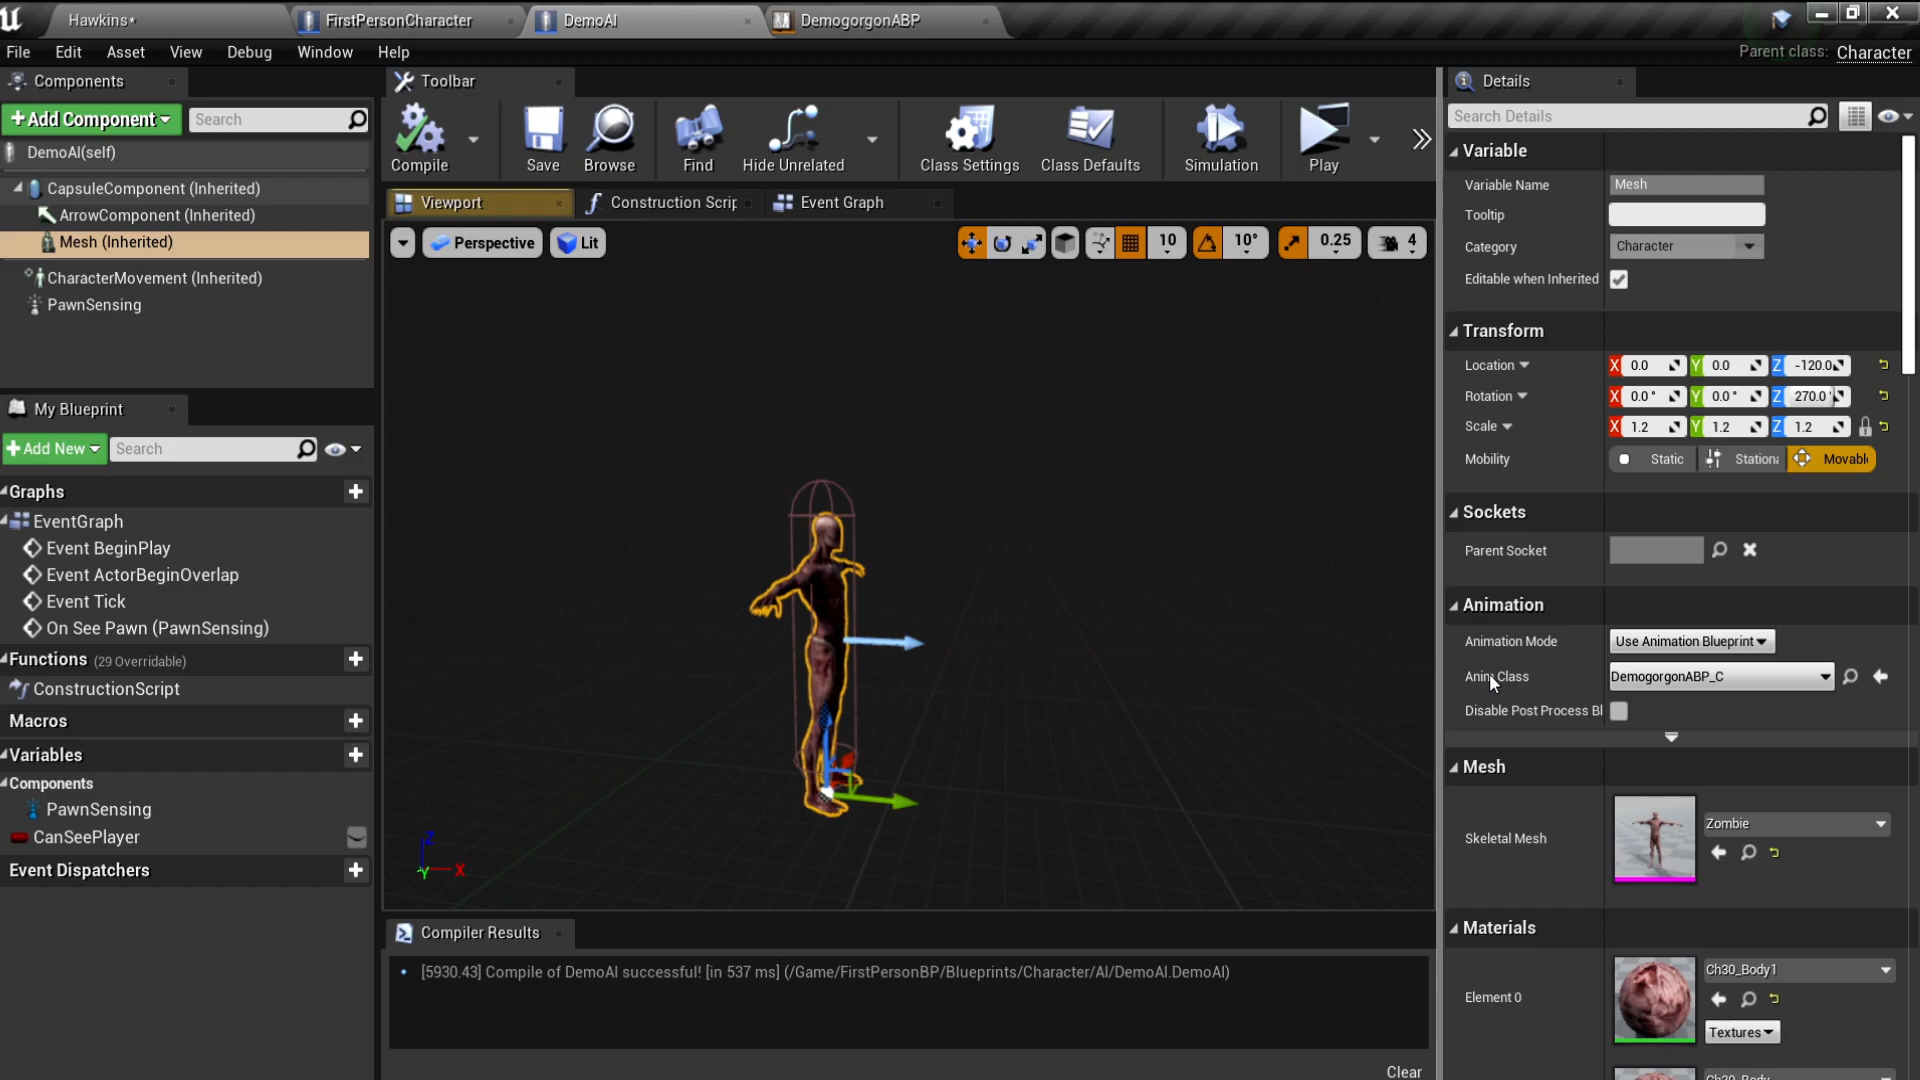 Hawkins*
FirstPersonCharacter
DemoAI
DemogorgonABP
File Edit Asset View Debug Window Help
Parent class: Character
Components
+Add Component
Search
DemoAI(self)
CapsuleComponent (Inherited)
ArrowComponent (Inherited)
Mesh (Inherited)
CharacterMovement (Inherited)
PawnSensing
My Blueprint
+Add New
Search
Graphs
EventGraph
Event BeginPlay
Event ActorBeginOverlap
Event Tick
On See Pawn (PawnSensing)
Functions (29 Overridable)
ConstructionScript
Macros
Variables
Components
PawnSensing
CanSeePlayer
Event Dispatchers
Toolbar
Compile
Save
Browse
Find
Hide Unrelated
Class Settings
Class Defaults
Simulation
Play
Viewport
Construction Scrip
Event Graph
Perspective
Lit
10
10°
0.25
4
Z
X
Y
Compiler Results
[5930.43] Compile of DemoAI successful! [in 537 ms] (/Game/FirstPersonBP/Blueprints/Character/AI/DemoAI.DemoAI)
Clear
Details
Search Details
Variable
Variable Name Mesh
Tooltip
Category Character
Editable when Inherited
Transform
Location X 0.0 Y 0.0 Z -120.0
Rotation X 0.0° Y 0.0° Z 270.0
Scale X 1.2 Y 1.2 Z 1.2
Mobility Static Stationa Movabl
Sockets
Parent Socket
Animation
Animation Mode Use Animation Blueprint
Anim Class DemogorgonABP_C
Disable Post Process Bl
Mesh
Skeletal Mesh Zombie
Materials
Element 0 Ch30_Body1
Textures